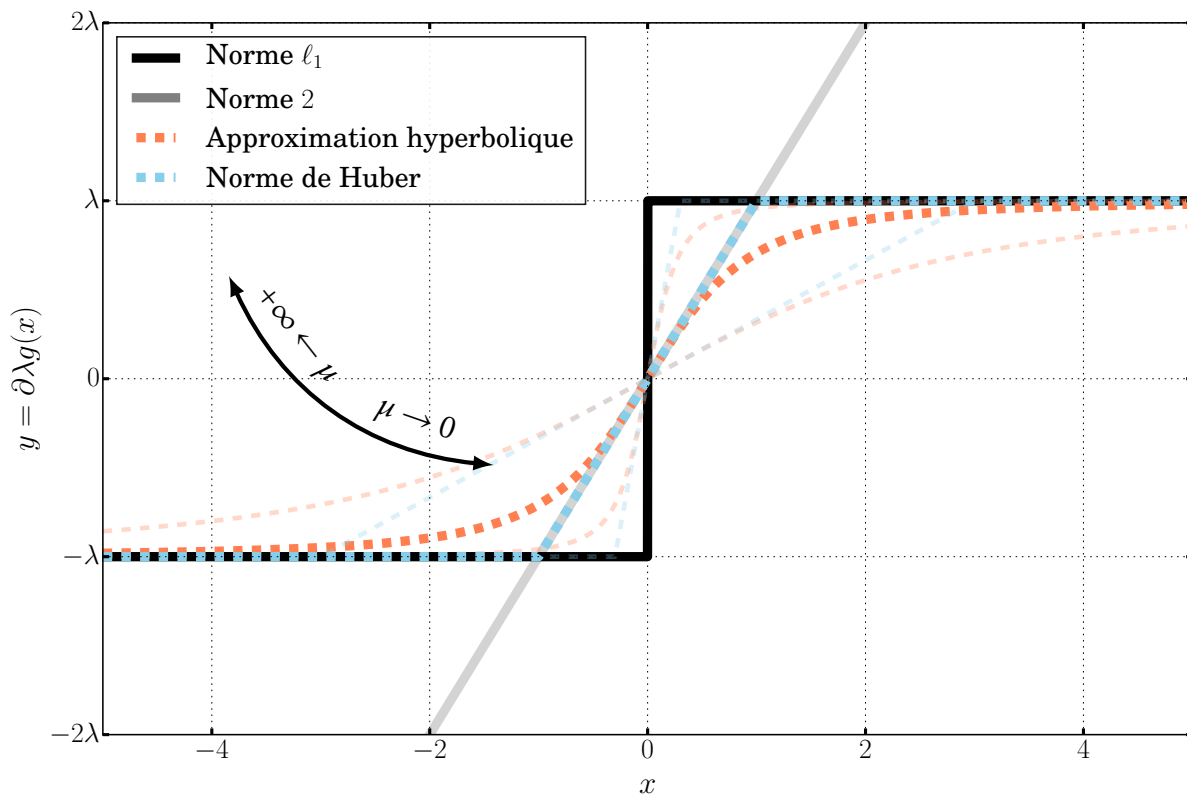 2λ
Norme ℓ₁
Norme 2
Approximation hyperbolique
Norme de Huber
λ
+∞ ← μ
μ → 0
0
y = ∂λg(x)
−λ
−2λ
−4
−2
0
2
4
x